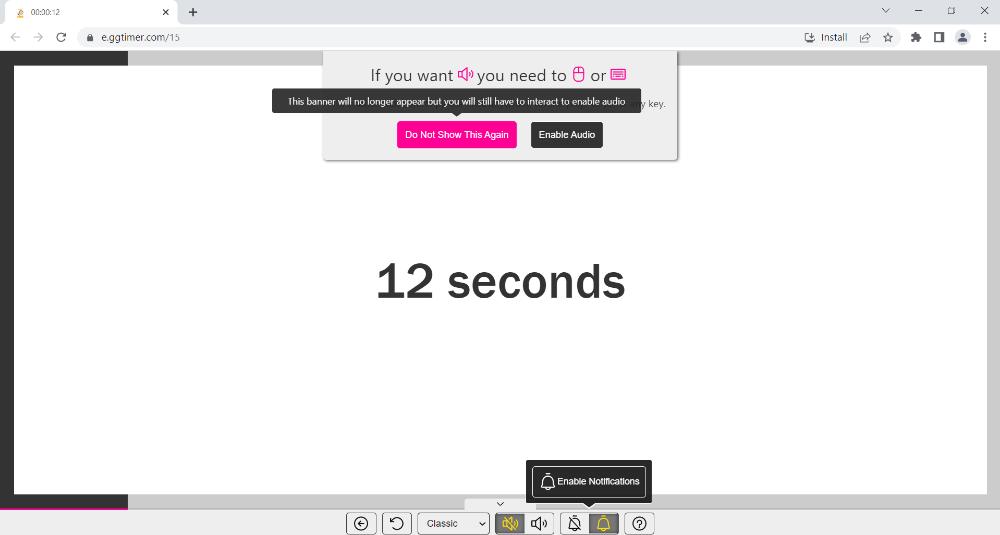 00:00:12
e.ggtimer.com/15
Install
If you want you need to or
This banner will no longer appear but you will still have to interact to enable audio
any key.
Do Not Show This Again
Enable Audio
12 seconds
Enable Notifications
Classic